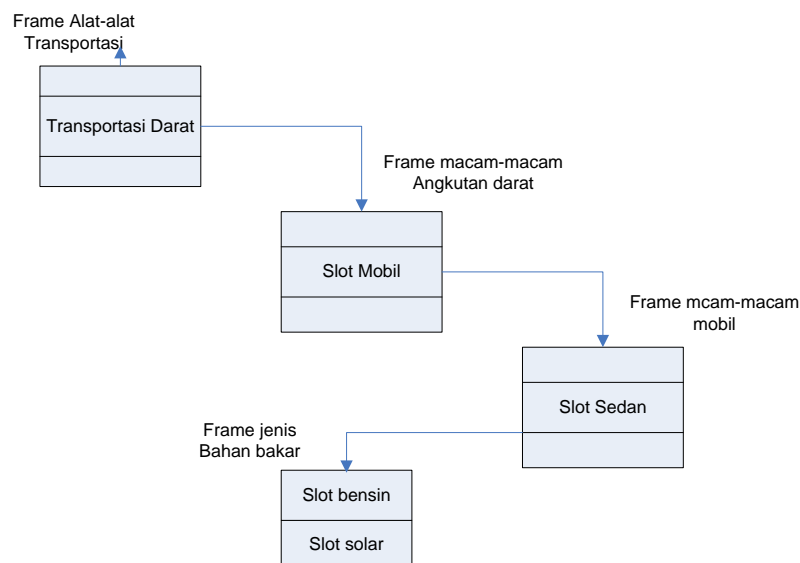 Frame Alat-alat
Transportasi
Transportasi Darat
Frame macam-macam
Angkutan darat
Slot Mobil
Frame mcam-macam
mobil
Slot Sedan
Frame jenis
Bahan bakar
Slot bensin
Slot solar